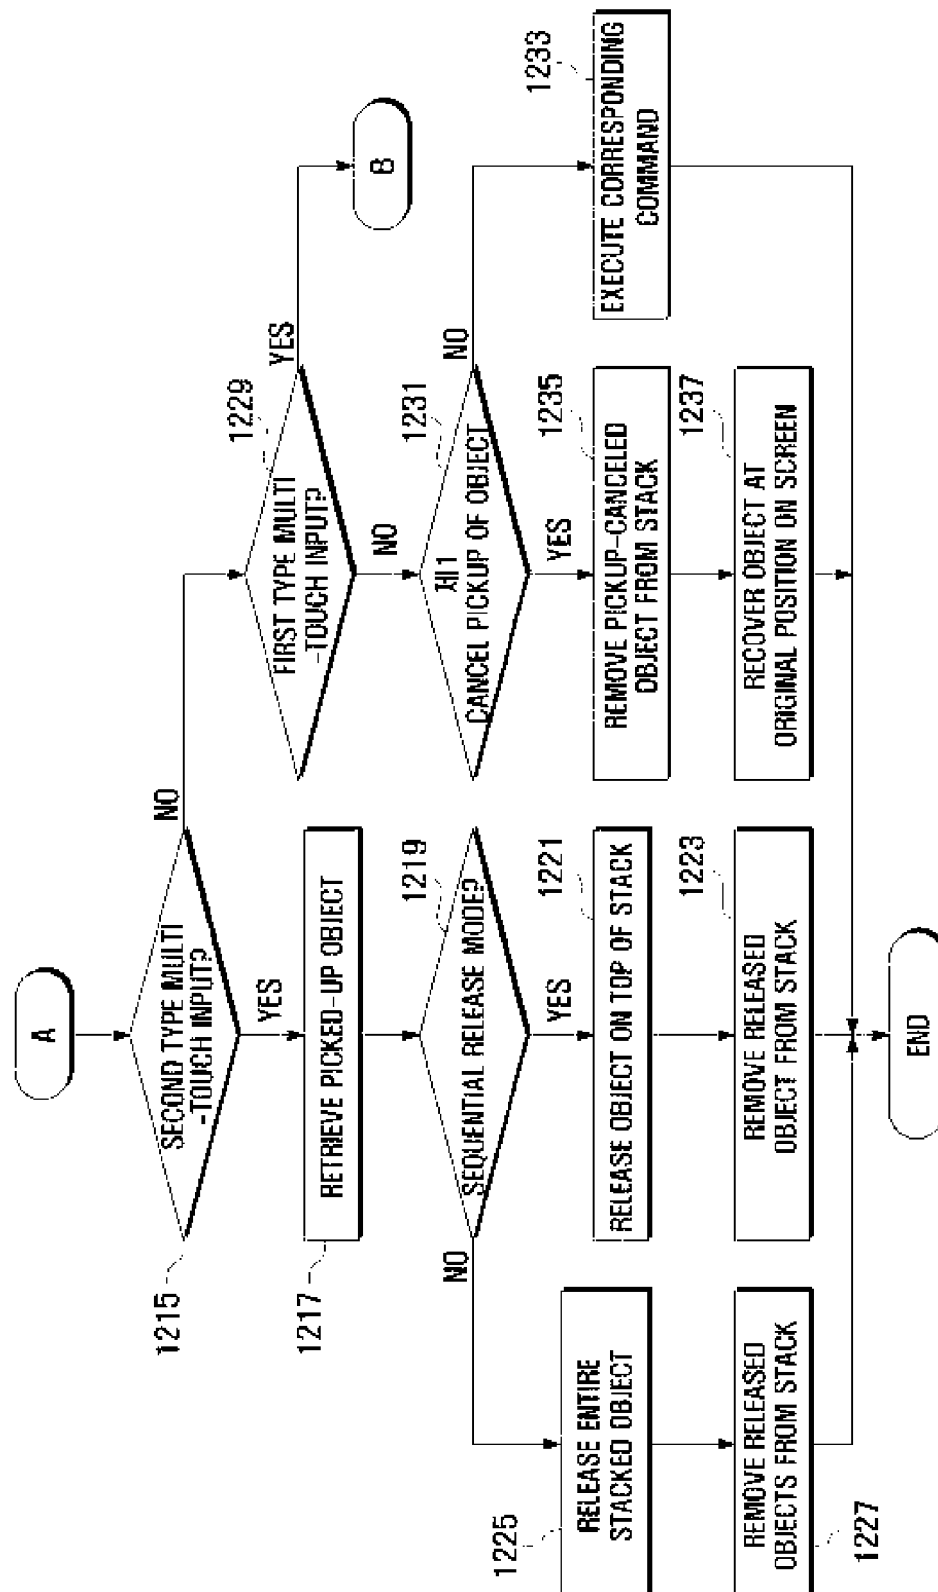 A
SECOND TYPE MULTI
-TOUCH INPUT?
1215
YES
NO
RETRIEVE PICKED-UP OBJECT
1217
SEQUENTIAL RELEASE MODE?
1219
NO
YES
RELEASE OBJECT ON TOP OF STACK
1221
REMOVE RELEASED
OBJECT FROM STACK
1223
RELEASE ENTIRE
STACKED OBJECT
1225
REMOVE RELEASED
OBJECTS FROM STACK
1227
FIRST TYPE MULTI
-TOUCH INPUT?
1229
YES
NO
B
제1
CANCEL PICKUP OF OBJECT
1231
NO
YES
EXECUTE CORRESPONDING
COMMAND
1233
REMOVE PICKUP-CANCELED
OBJECT FROM STACK
1235
RECOVER OBJECT AT
ORIGINAL POSITION ON SCREEN
1237
END